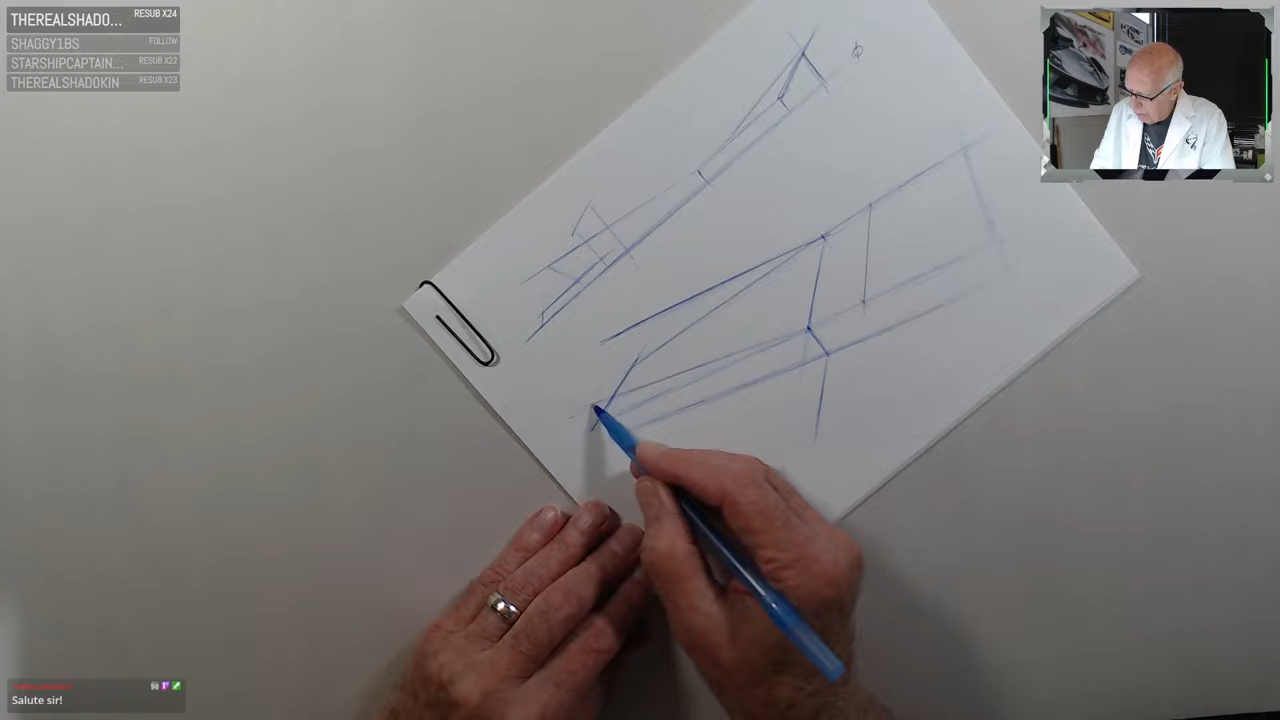 THEREALSHADO... RESUB X24
SHAGGY1BS FOLLOW
STARSHIPCAPTAIN... RESUB X22
THEREALSHADOKIN RESUB X23
Salute sir!